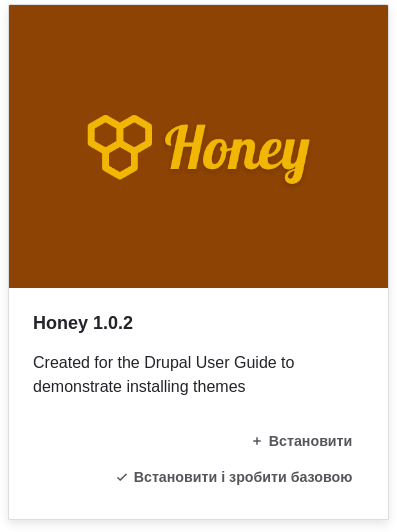 Honey
Honey 1.0.2
Created for the Drupal User Guide to
demonstrate installing themes
Встановити
Встановити і зробити базовою